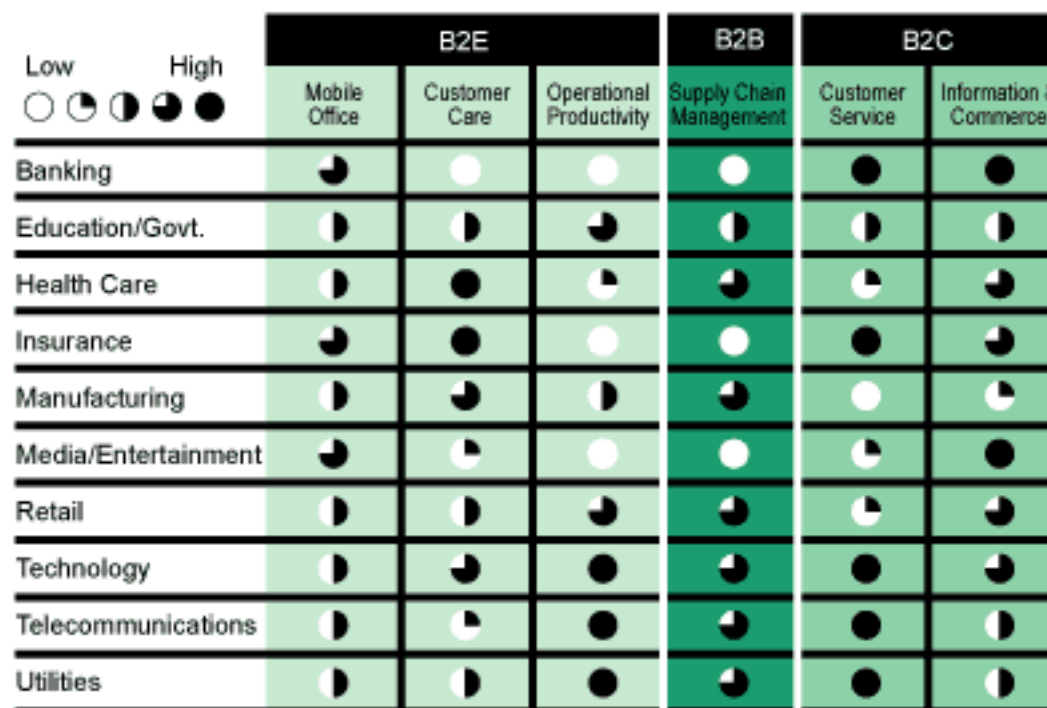 B2E B2B B2C
Low High
Mobile Customer Operational Supply Chain Customer Information &
Office Care Productivity Management Service Commerce
Banking
Education/Govt.
Health Care
Insurance
Manufacturing
Media/Entertainment
Retail
Technology
Telecommunications
Utilities